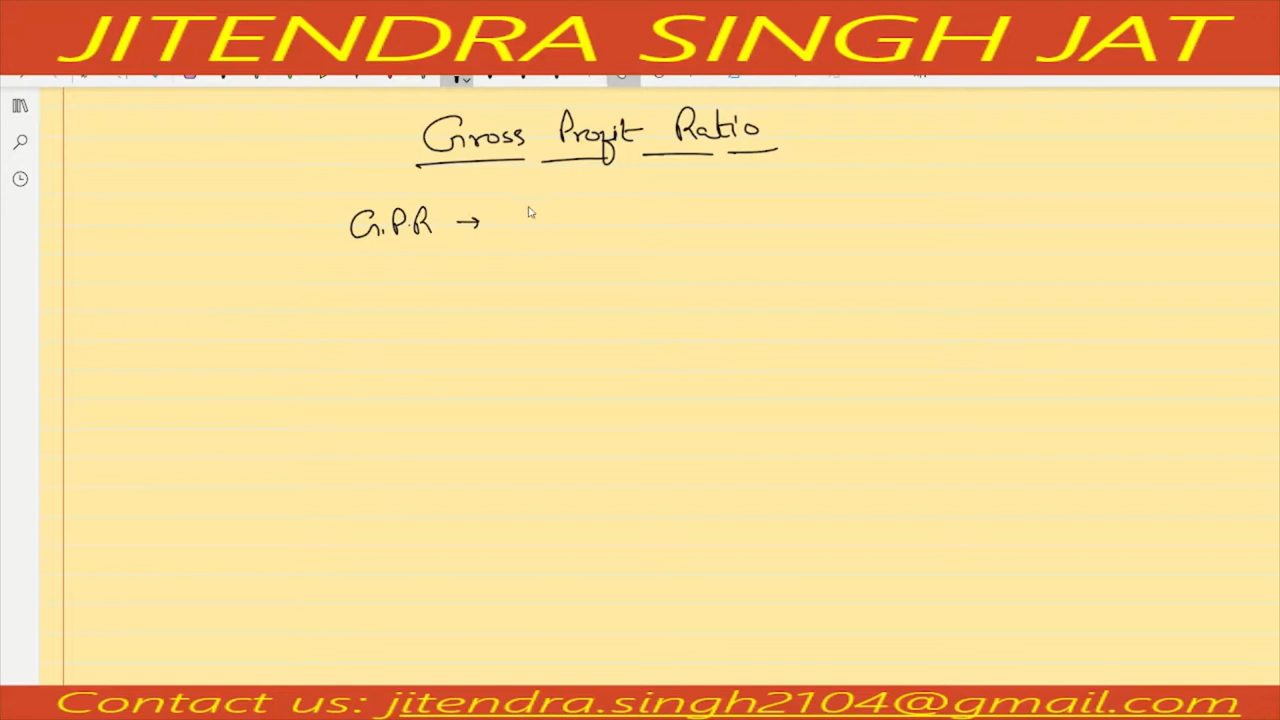 JITENDRA SINGH JAT
Gross Profit Ratio
G.P.R →
Contact us: jitendra.singh2104@gmail.com